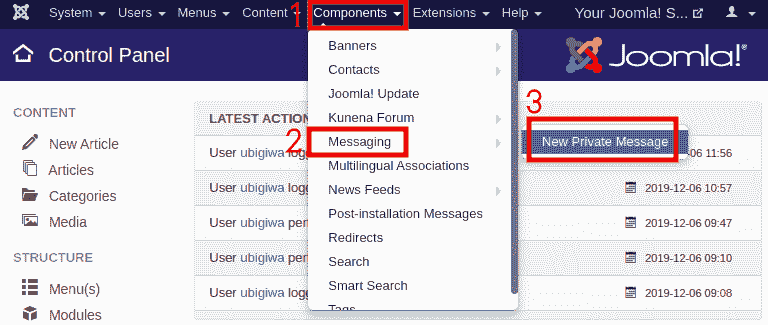 System Users Menus Content 1 Components Extensions Help Your Joomla! S...
Control Panel
Joomla!®
CONTENT
New Article
Articles
Categories
Media
STRUCTURE
Menu(s)
Modules
Banners
Contacts
Joomla! Update
Kunena Forum
2 Messaging
Multilingual Associations
News Feeds
Post-installation Messages
Redirects
Search
Smart Search
Tags
3
New Private Message
LATEST ACTION
User ubigiwa logg
User ubigiwa logg
User ubigiwa per
User ubigiwa per
User ubigiwa logg
-06 11:56
2019-12-06 10:57
2019-12-06 09:47
2019-12-06 09:10
2019-12-06 09:08